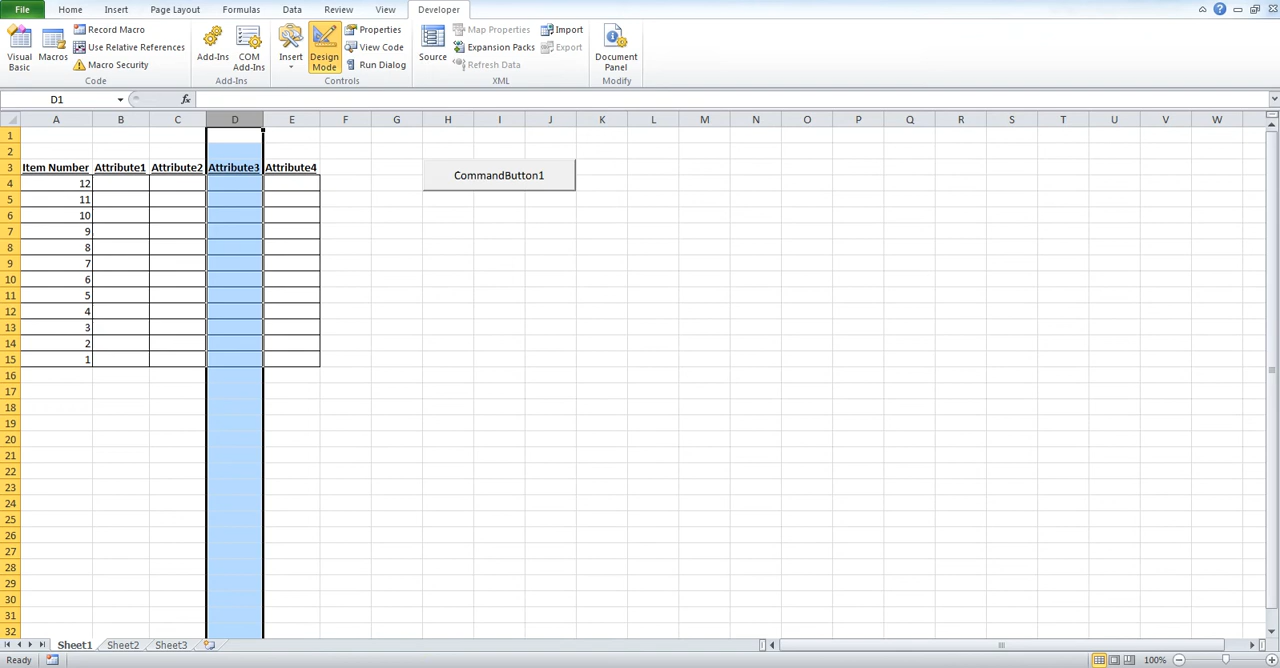 File Home Insert Page Layout Formulas Data Review View Developer
Visual Basic
Macros
Record Macro
Use Relative References
Macro Security
Code
Add-Ins
COM Add-Ins
Add-Ins
Insert
Design Mode
Properties
View Code
Run Dialog
Controls
Source
Map Properties
Expansion Packs
Refresh Data
Import
Export
XML
Document Panel
Modify
D1 fx
A B C D E F G H I J K L M N O P Q R S T U V W
1
2
3 Item Number Attribute1 Attribute2 Attribute3 Attribute4 CommandButton1
4 12
5 11
6 10
7 9
8 8
9 7
10 6
11 5
12 4
13 3
14 2
15 1
16
17
18
19
20
21
22
23
24
25
26
27
28
29
30
31
32
Sheet1 Sheet2 Sheet3
Ready 100%